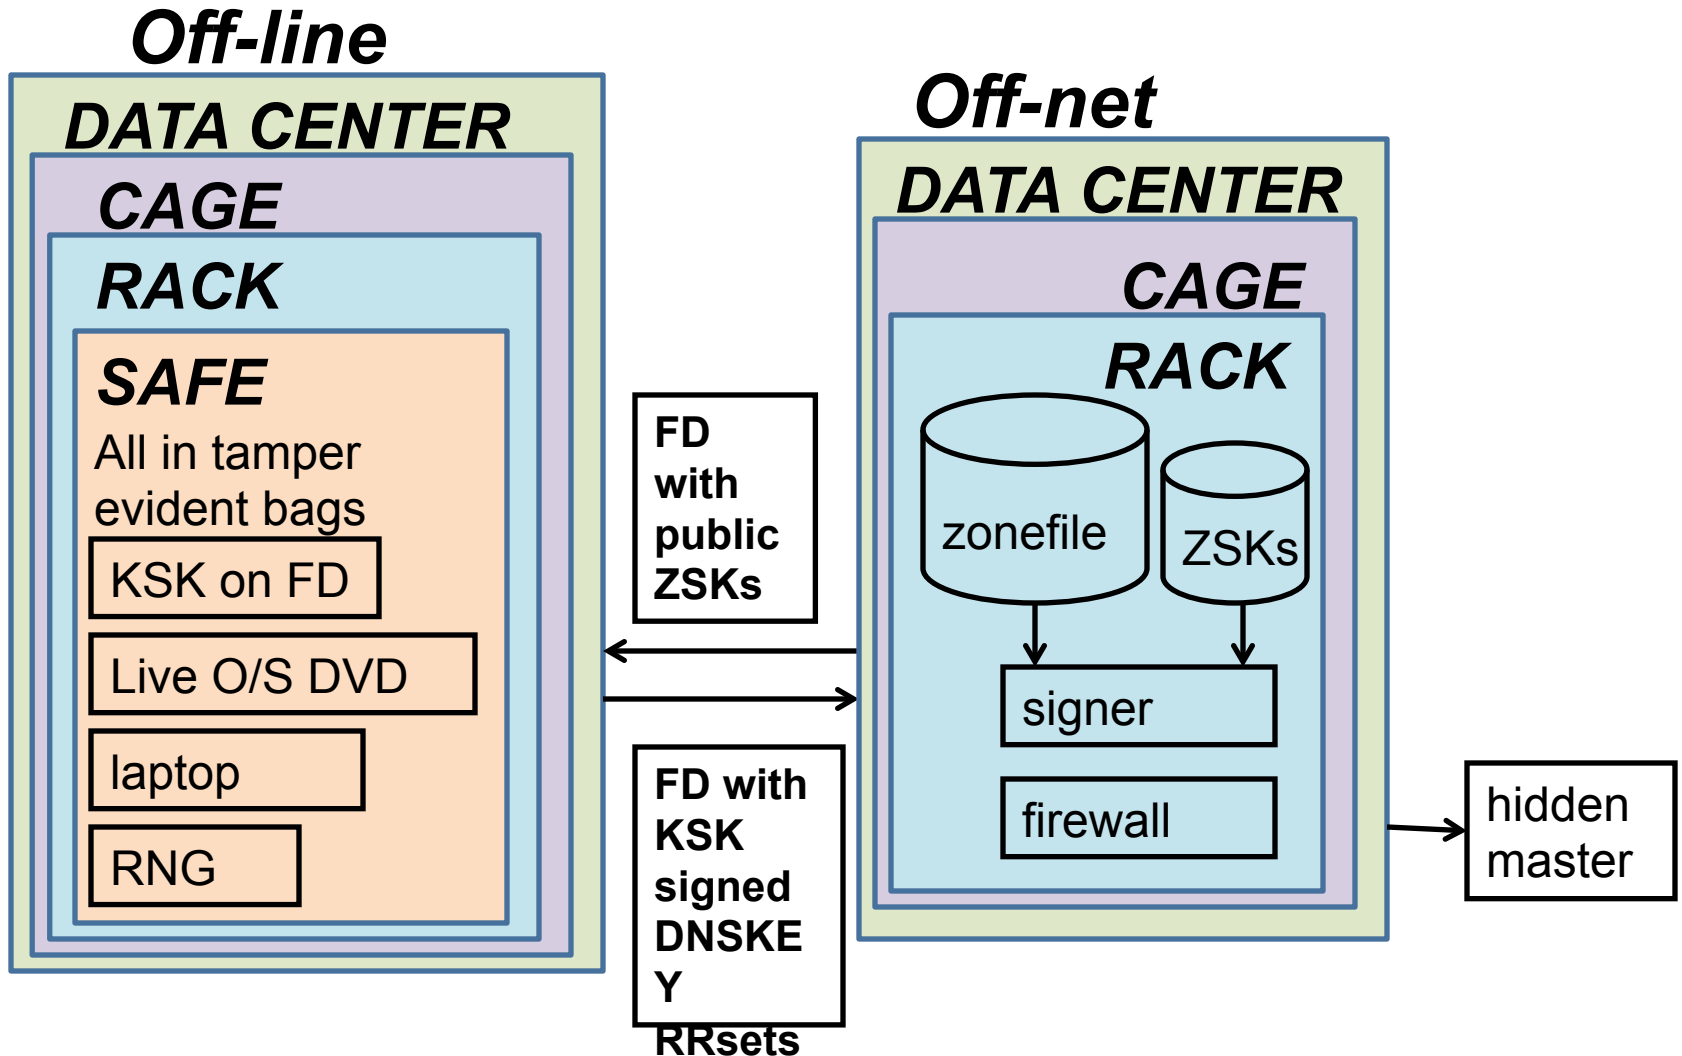 Off-line
DATA CENTER
CAGE
RACK
SAFE
All in tamper
evident bags
KSK on FD
Live O/S DVD
laptop
RNG
FD
with
public
ZSKs
FD with
KSK
signed
DNSKE
Y
RRsets
Off-net
DATA CENTER
CAGE
RACK
zonefile
ZSKs
signer
firewall
hidden
master